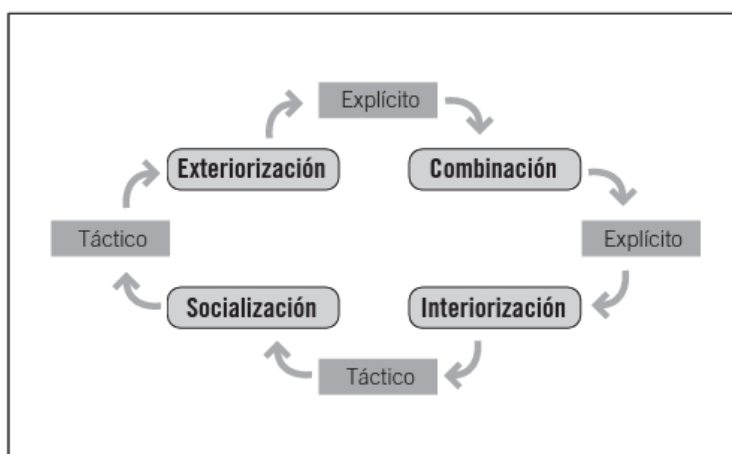 Explícito
Exteriorización
Combinación
Táctico
Explícito
Socialización
Interiorización
Táctico